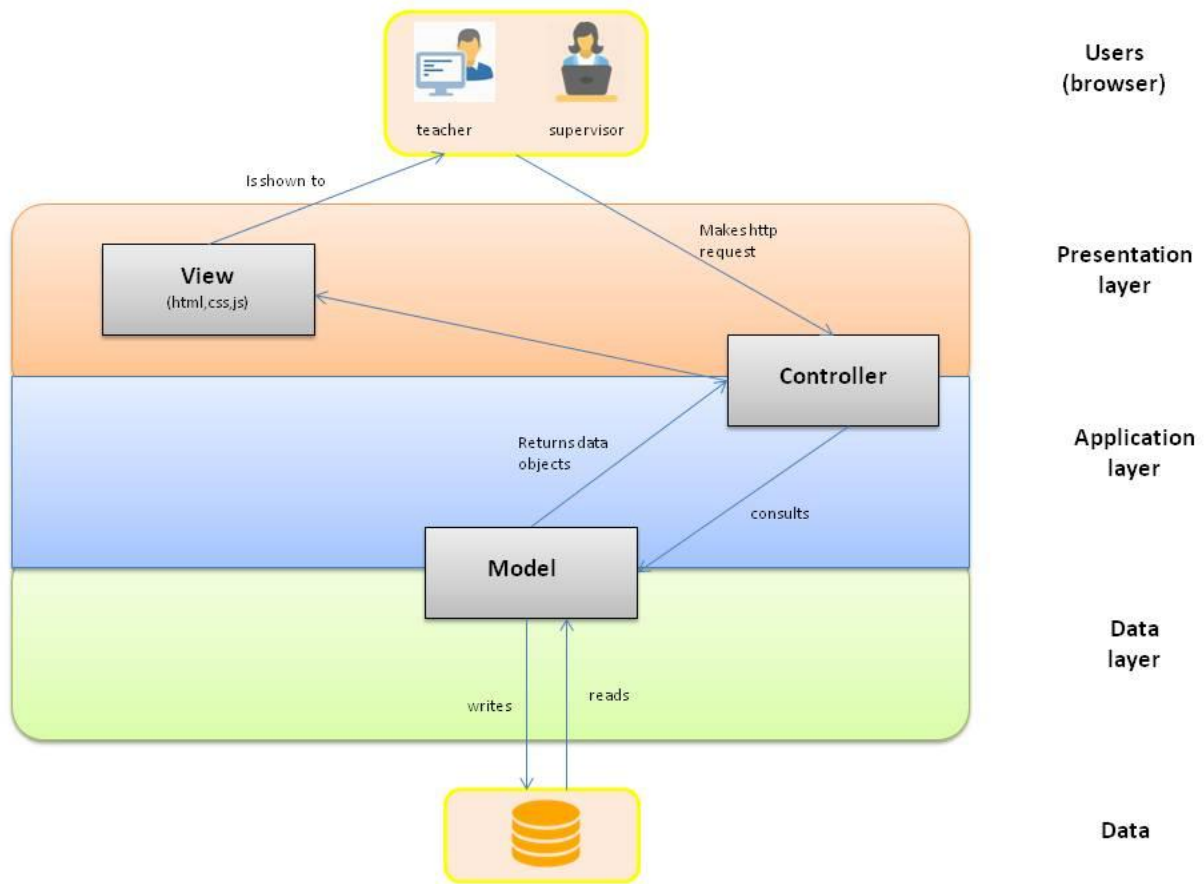 Users
(browser)
teacher
supervisor
Is shown to
Makes http
request
Presentation
layer
View
(html,css,js)
Controller
Returns data
objects
Application
layer
consults
Model
Data
layer
writes
reads
Data